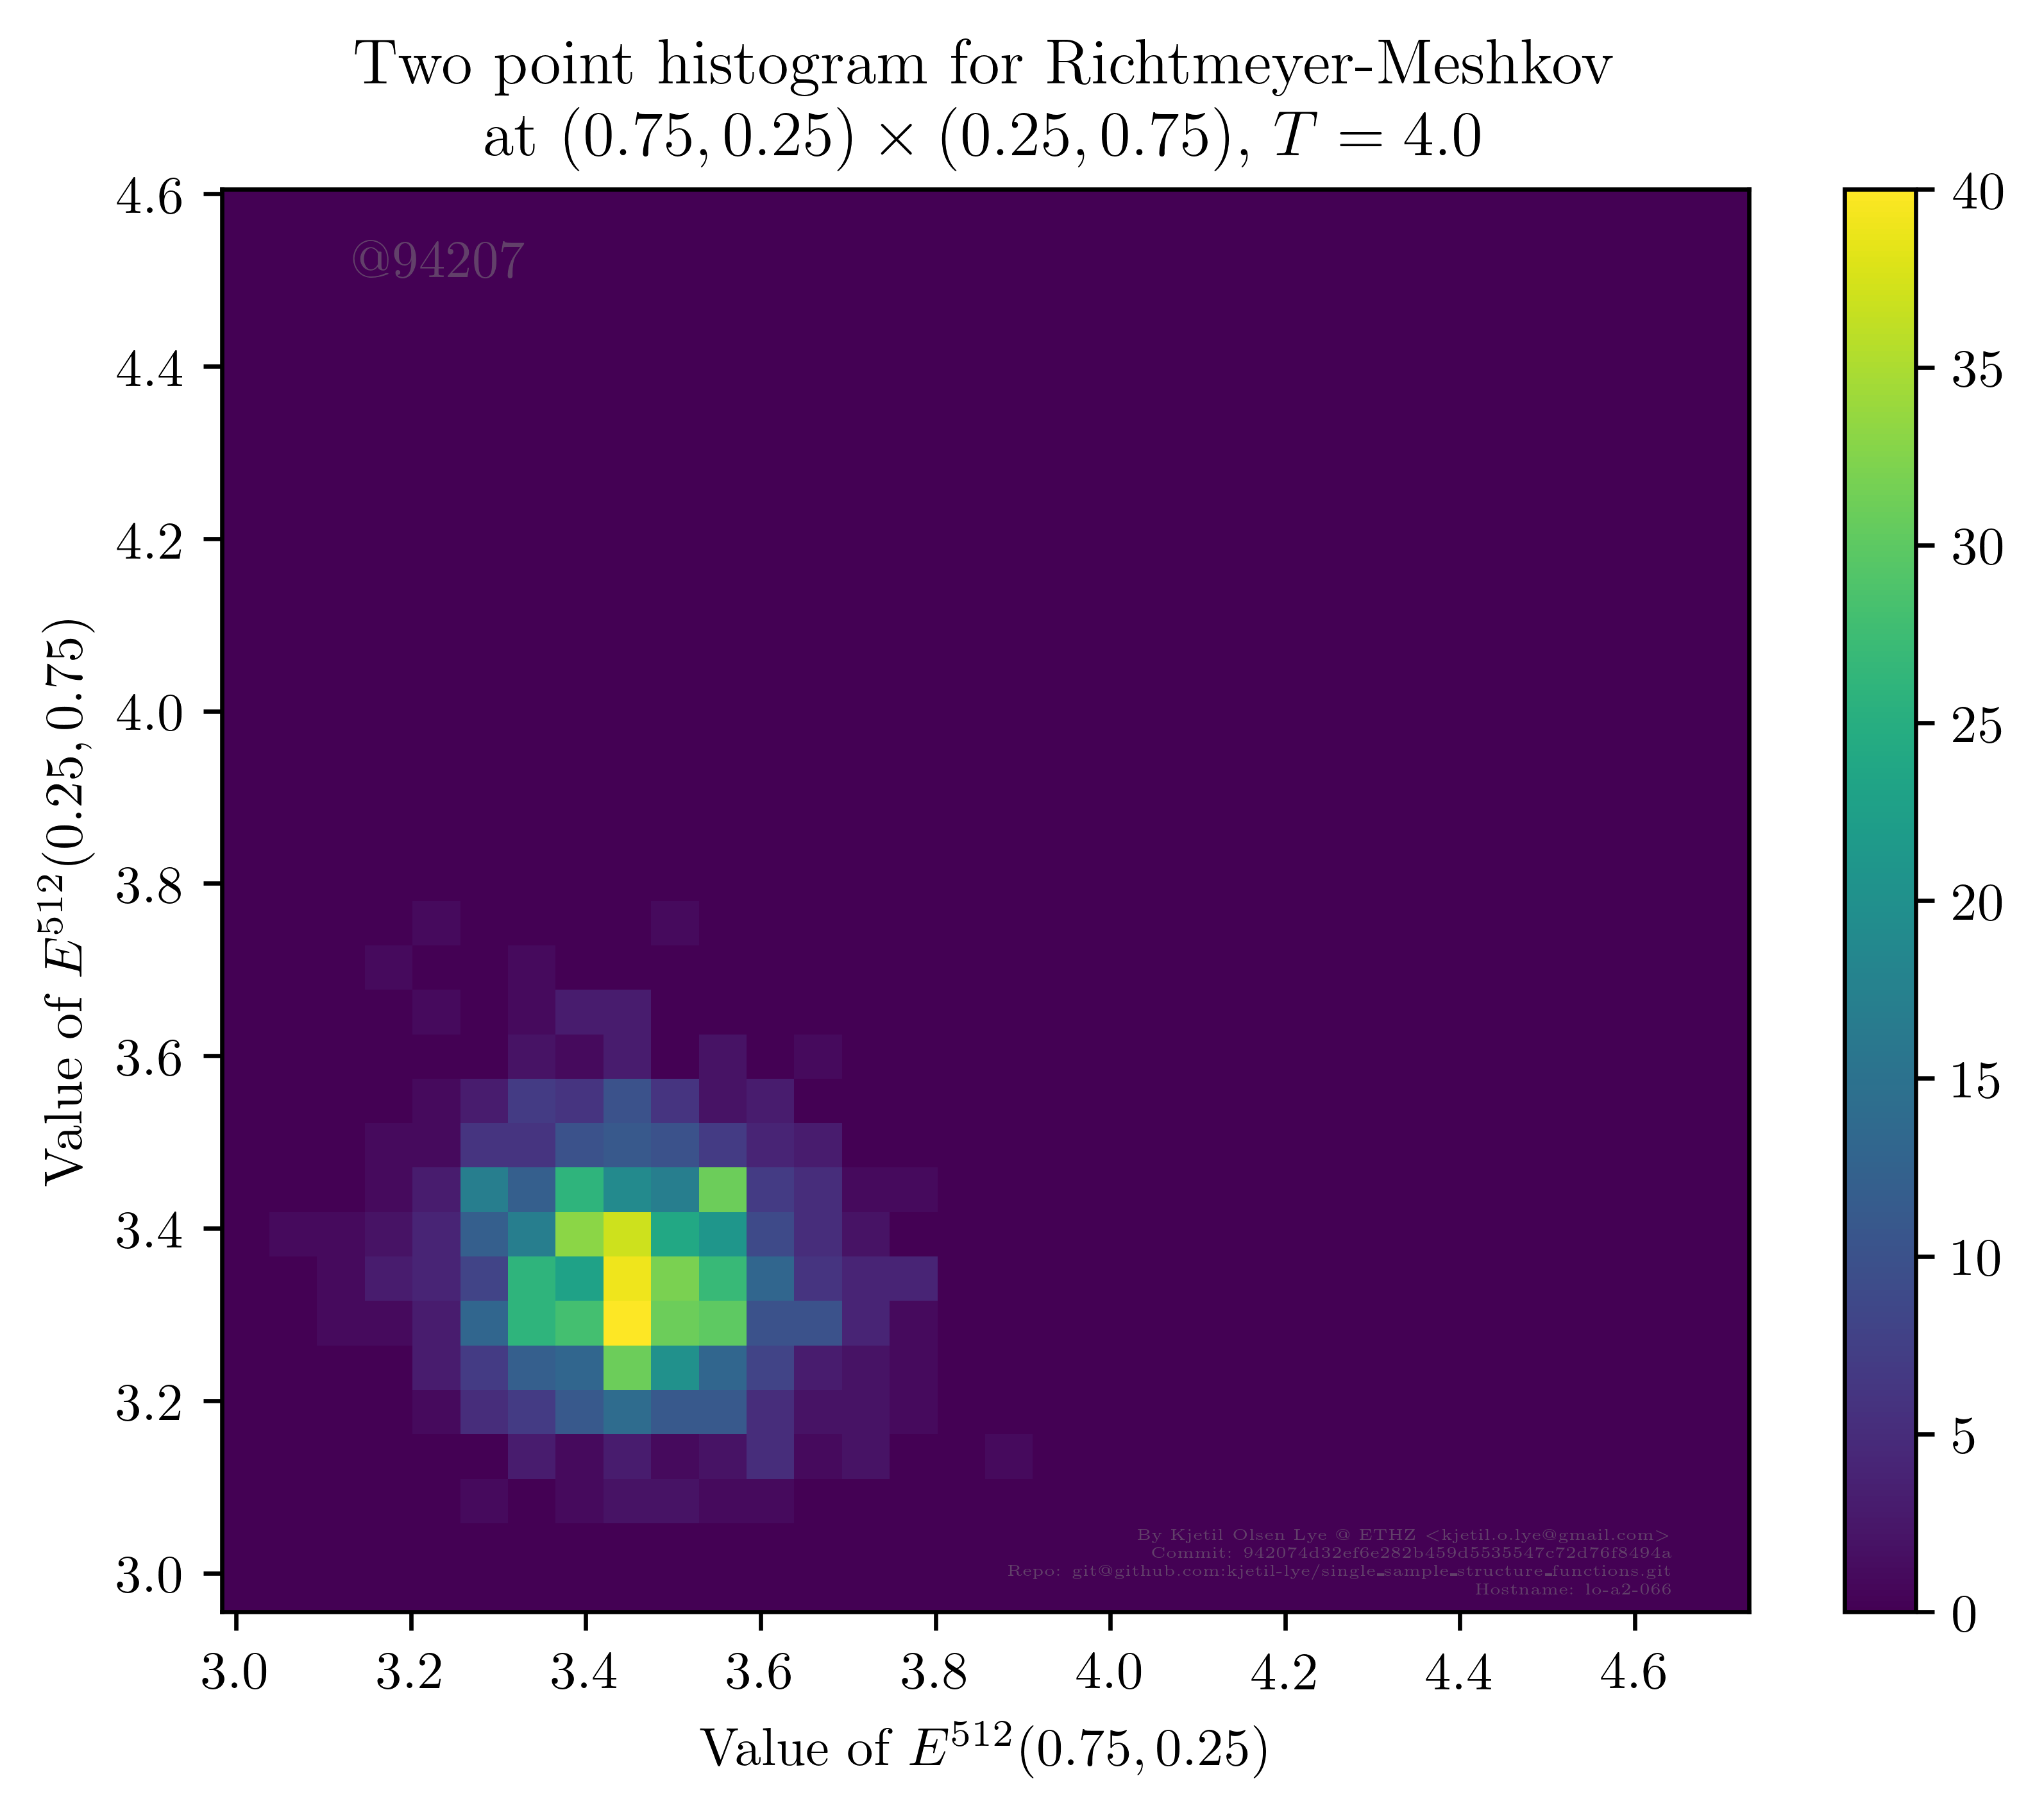 Two point histogram for Richtmeyer-Meshkov
at (0.75, 0.25) × (0.25, 0.75), T = 4.0
@94207
4.6
4.4
4.2
4.0
3.8
3.6
3.4
3.2
3.0
Value of E^512(0.25, 0.75)
40
35
30
25
20
15
10
5
0
By Kjetil Olsen Lye @ ETHZ <kjetil.o.lye@gmail.com>
Commit: 942074d32ef6e282b459d5535547c72d76f8494a
Repo: git@github.com:kjetil-lye/single_sample_structure_functions.git
Hostname: lo-a2-066
3.0 3.2 3.4 3.6 3.8 4.0 4.2 4.4 4.6
Value of E^512(0.75, 0.25)